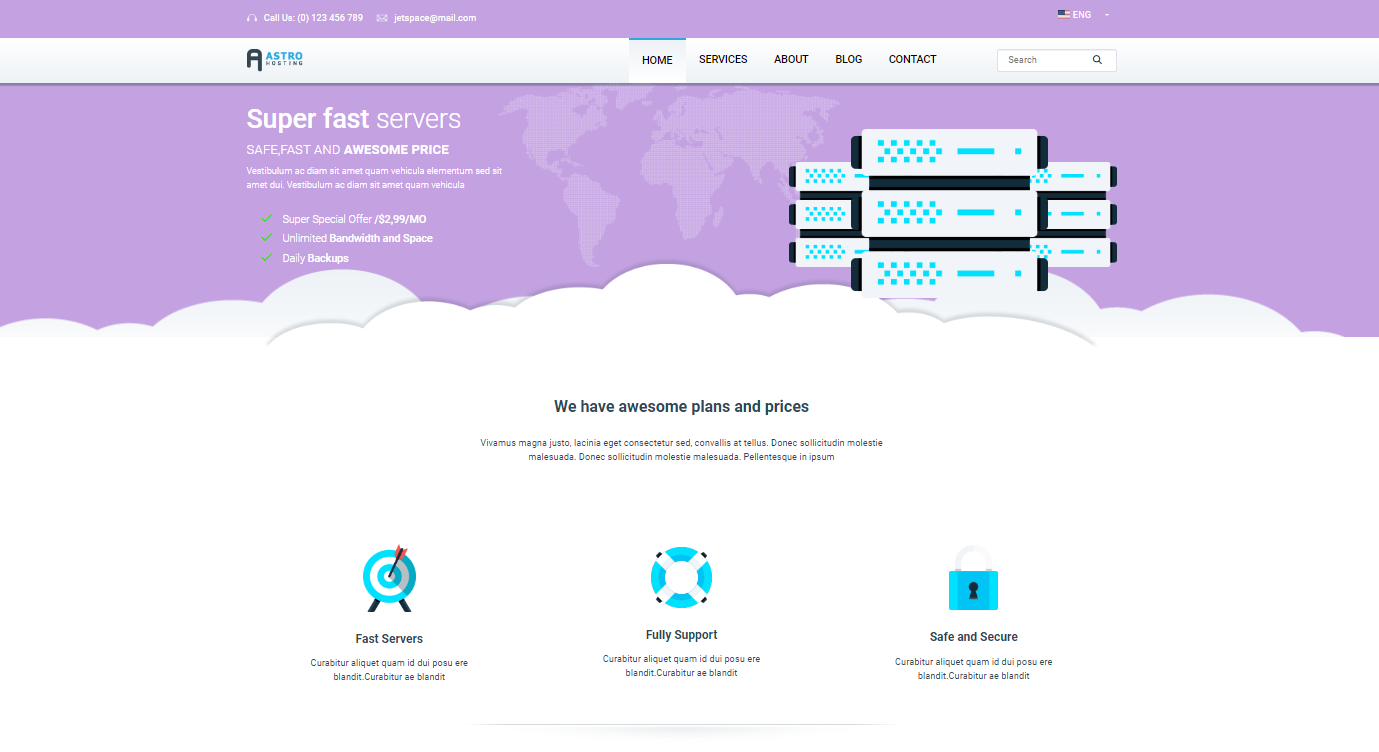 Call Us: (0) 123 456 789 jetspace@mail.com ENG
ASTRO
HOSTING
HOME SERVICES ABOUT BLOG CONTACT Search
Super fast servers
SAFE,FAST AND AWESOME PRICE
Vestibulum ac diam sit amet quam vehicula elementum sed sit
amet dui. Vestibulum ac diam sit amet quam vehicula
Super Special Offer /$2,99/MO
Unlimited Bandwidth and Space
Daily Backups
We have awesome plans and prices
Vivamus magna justo, lacinia eget consectetur sed, convallis at tellus. Donec sollicitudin molestie
malesuada. Donec sollicitudin molestie malesuada. Pellentesque in ipsum
Fast Servers
Curabitur aliquet quam id dui posu ere
blandit.Curabitur ae blandit
Fully Support
Curabitur aliquet quam id dui posu ere
blandit.Curabitur ae blandit
Safe and Secure
Curabitur aliquet quam id dui posu ere
blandit.Curabitur ae blandit